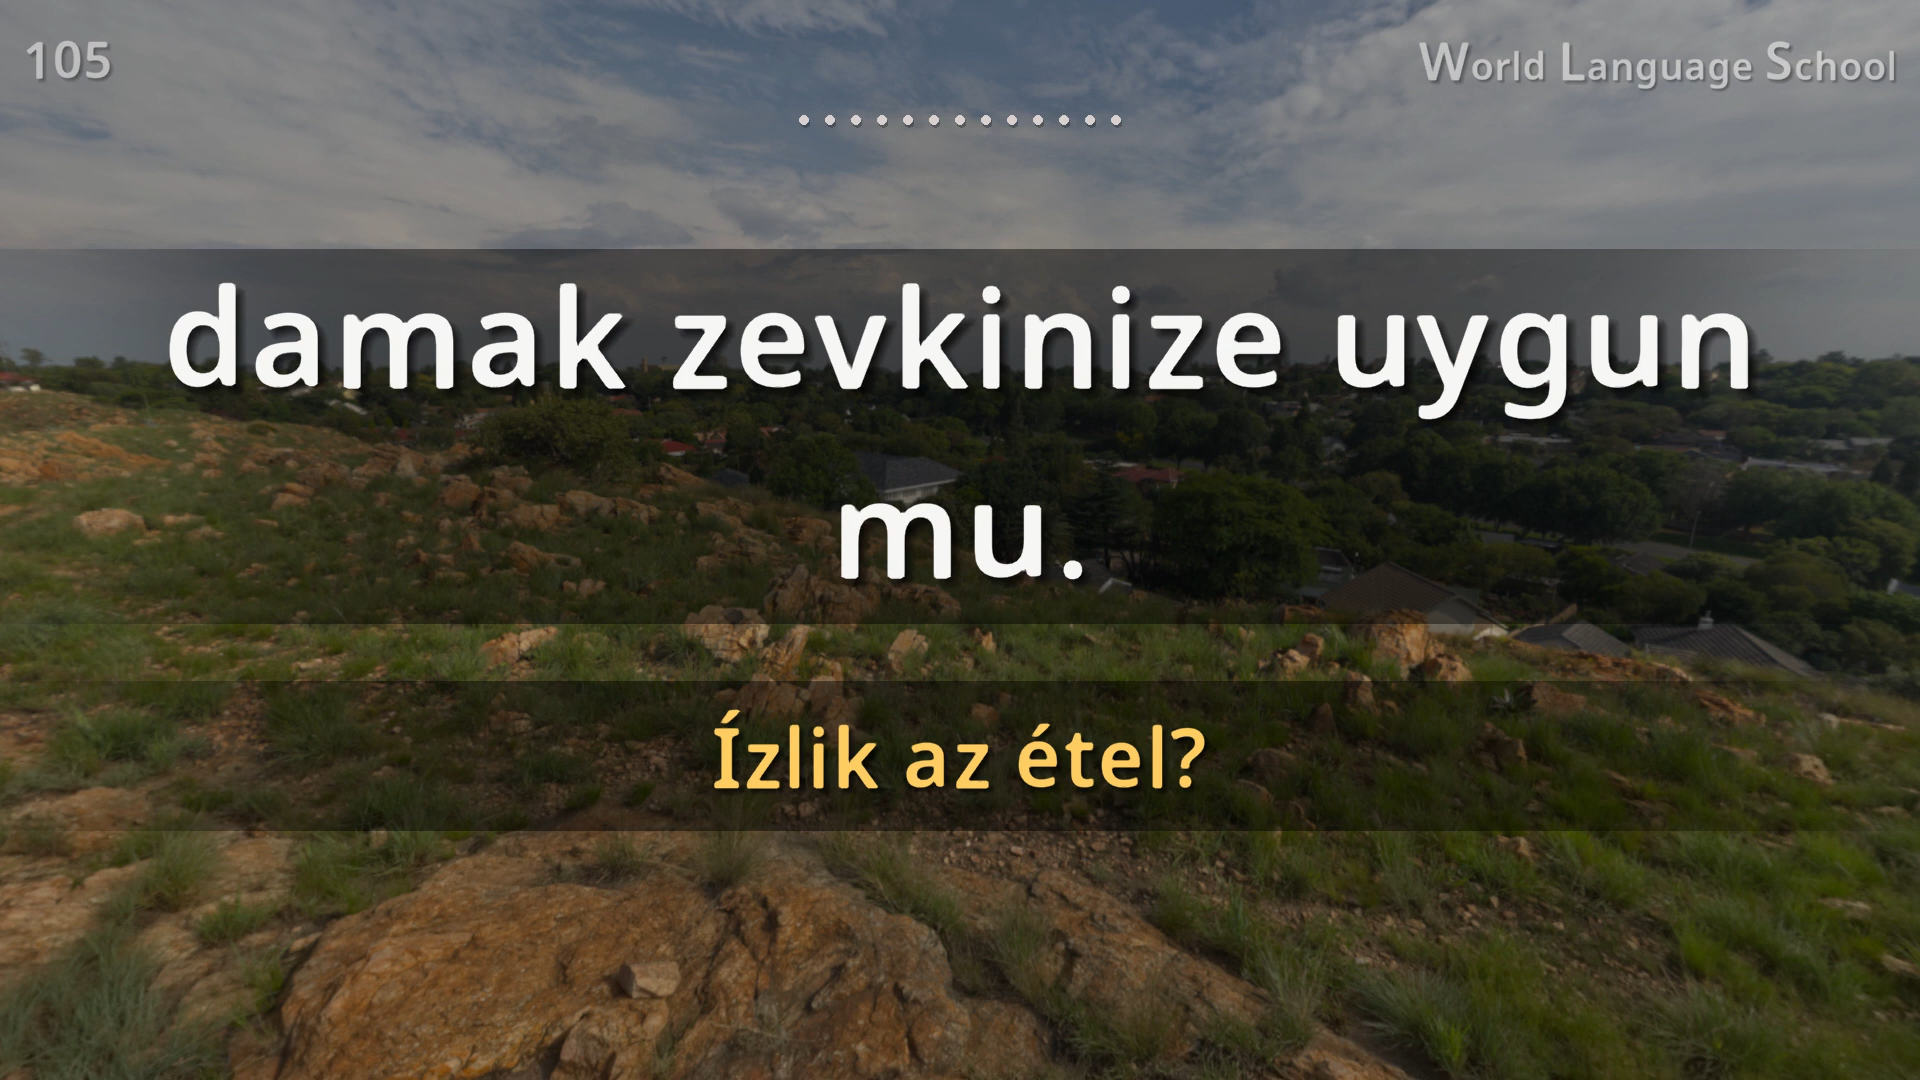 105
World Language School
damak zevkinize uygun
mu.
Ízlik az étel?